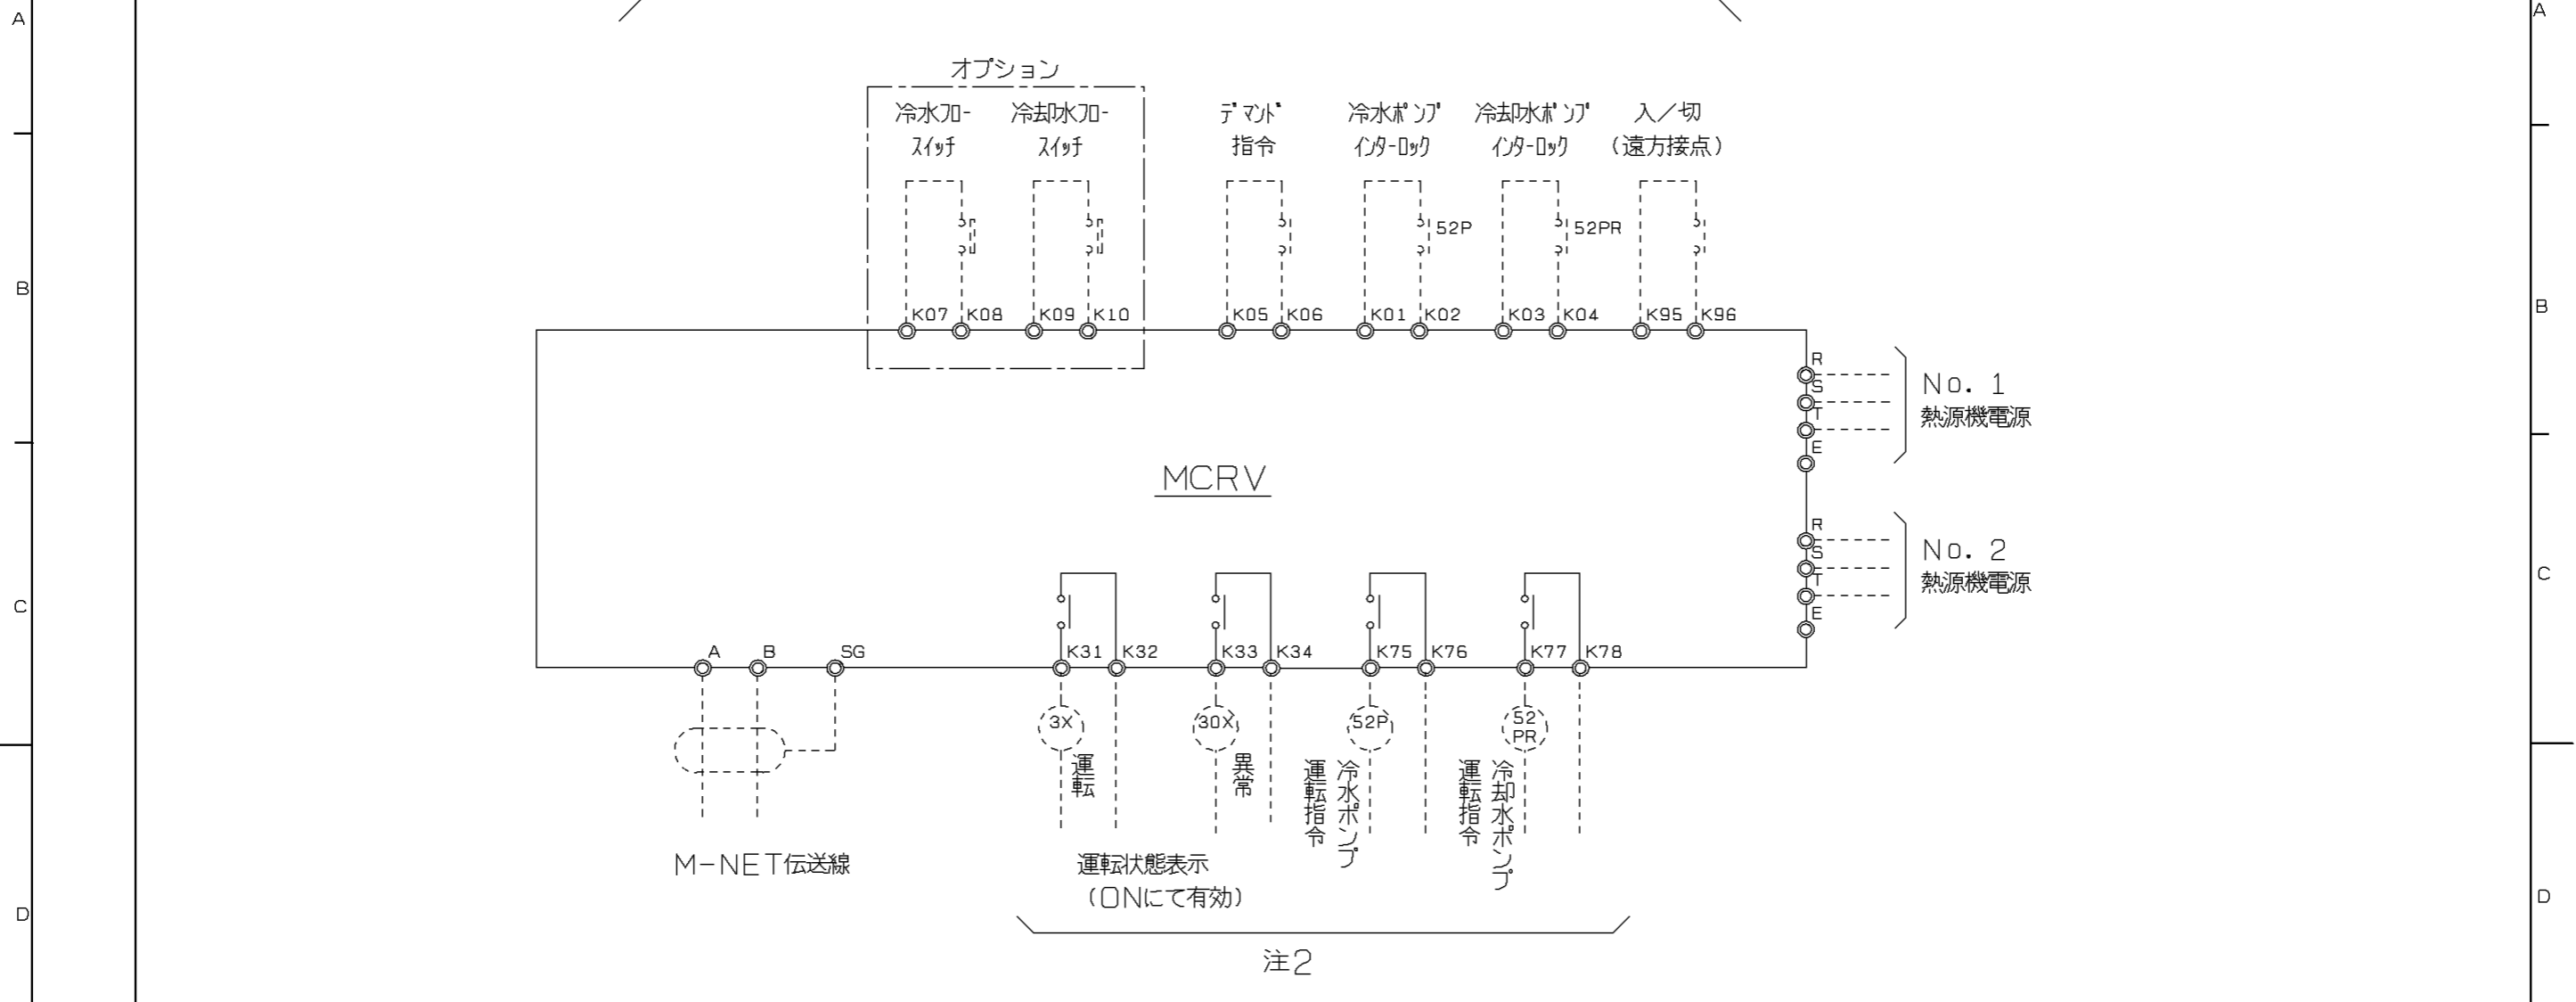 A
A
オプション
冷水フロー
スイッチ
冷却水フロー
スイッチ
デマンド
指令
冷水ポンプ
インターロック
冷却水ポンプ
インターロック
入／切
（遠方接点）
52P
52PR
B
B
K07
K08
K09
K10
K05
K06
K01
K02
K03
K04
K95
K96
R
S
T
E
No. 1
熱源機電源
MCRV
R
S
T
E
No. 2
熱源機電源
C
C
A
B
SG
K31
K32
K33
K34
K75
K76
K77
K78
3X
30X
52P
52
PR
運転
異常
冷水ポンプ
運転指令
冷却水ポンプ
運転指令
M-NET伝送線
運転状態表示
（ONにて有効）
D
D
注2